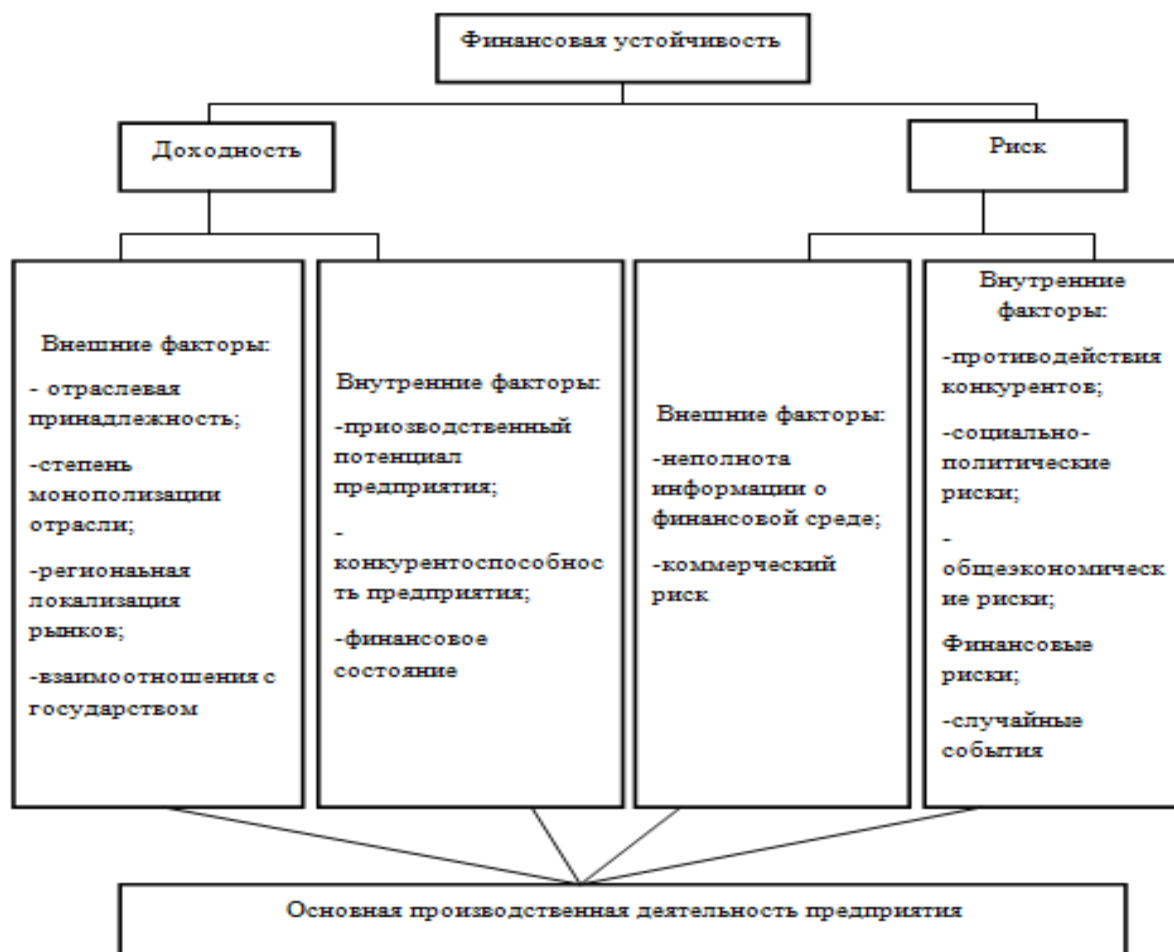 Финансовая устойчивость
Доходность
Риск
Внешние факторы:
- отраслевая
принадлежность;
-степень
монополизации
отрасли;
-региональная
локализация
рынков;
-взаимоотношения с
государством
Внутренние факторы:
-приозводственный
потенциал
предприятия;
-
конкурентоспособнос
ть предприятия;
-финансовое
состояние
Внешние факторы:
-неполнота
информации о
финансовой среде;
-коммерческий
риск
Внутренние
факторы:
-противодействия
конкурентов;
-социально-
политические
риски;
-
общеэкономическ
ие риски;
Финансовые
риски;
-случайные
события
Основная производственная деятельность предприятия